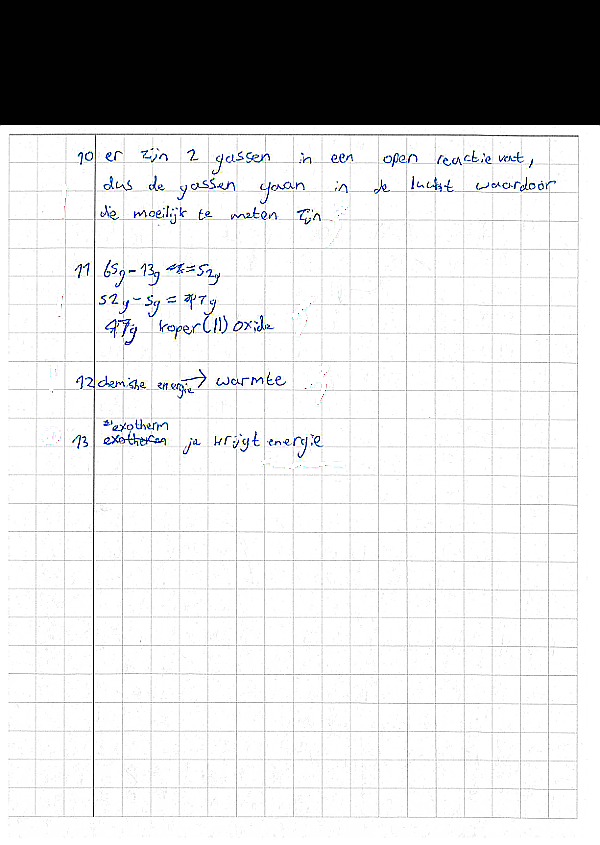 10 er zijn 2 gassen in een open reactie vat,
dus de gassen gaan in de lucht waardoor
die moeilijk te meten zijn
11 65g - 13g = 52g
52g - 5g = 47g
47g koper(II) oxide
12 chemishe energie → warmte
exotherm
13 ja krijgt energie